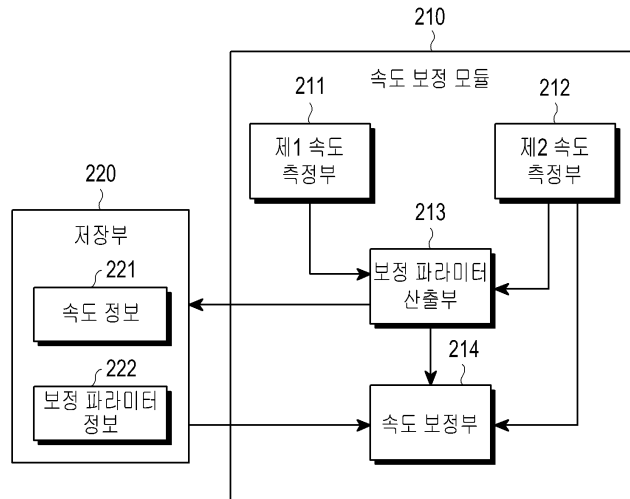 210
속도 보정 모듈
211
제1 속도
측정부
212
제2 속도
측정부
220
저장부
221
속도 정보
222
보정 파라미터
정보
213
보정 파라미터
산출부
214
속도 보정부